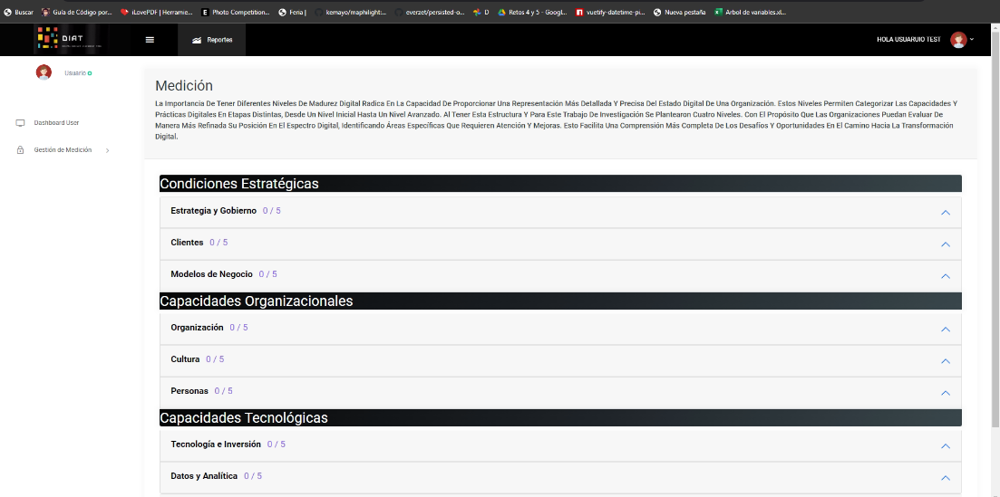 Buscar Guía de Código por... iLovePDF | Herramie... Photo Competition... Feria | kemayo/maphilight:... everzet/persisted-o... D Retos 4 y 5 - Googl... vuetify-datetime-pi... Nueva pestaña Arbol de variables.xl...
DIAT Reportes HOLA USUARUIO TEST
Usuario
Dashboard User
Gestión de Medición
Medición
La Importancia De Tener Diferentes Niveles De Madurez Digital Radica En La Capacidad De Proporcionar Una Representación Más Detallada Y Precisa Del Estado Digital De Una Organización. Estos Niveles Permiten Categorizar Las Capacidades Y
Prácticas Digitales En Etapas Distintas, Desde Un Nivel Inicial Hasta Un Nivel Avanzado. Al Tener Esta Estructura Y Para Este Trabajo De Investigación Se Plantearon Cuatro Niveles. Con El Propósito Que Las Organizaciones Puedan Evaluar De
Manera Más Refinada Su Posición En El Espectro Digital, Identificando Áreas Específicas Que Requieren Atención Y Mejoras. Esto Facilita Una Comprensión Más Completa De Los Desafíos Y Oportunidades En El Camino Hacia La Transformación
Digital.
Condiciones Estratégicas
Estrategia y Gobierno 0 / 5
Clientes 0 / 5
Modelos de Negocio 0 / 5
Capacidades Organizacionales
Organización 0 / 5
Cultura 0 / 5
Personas 0 / 5
Capacidades Tecnológicas
Tecnología e Inversión 0 / 5
Datos y Analítica 0 / 5